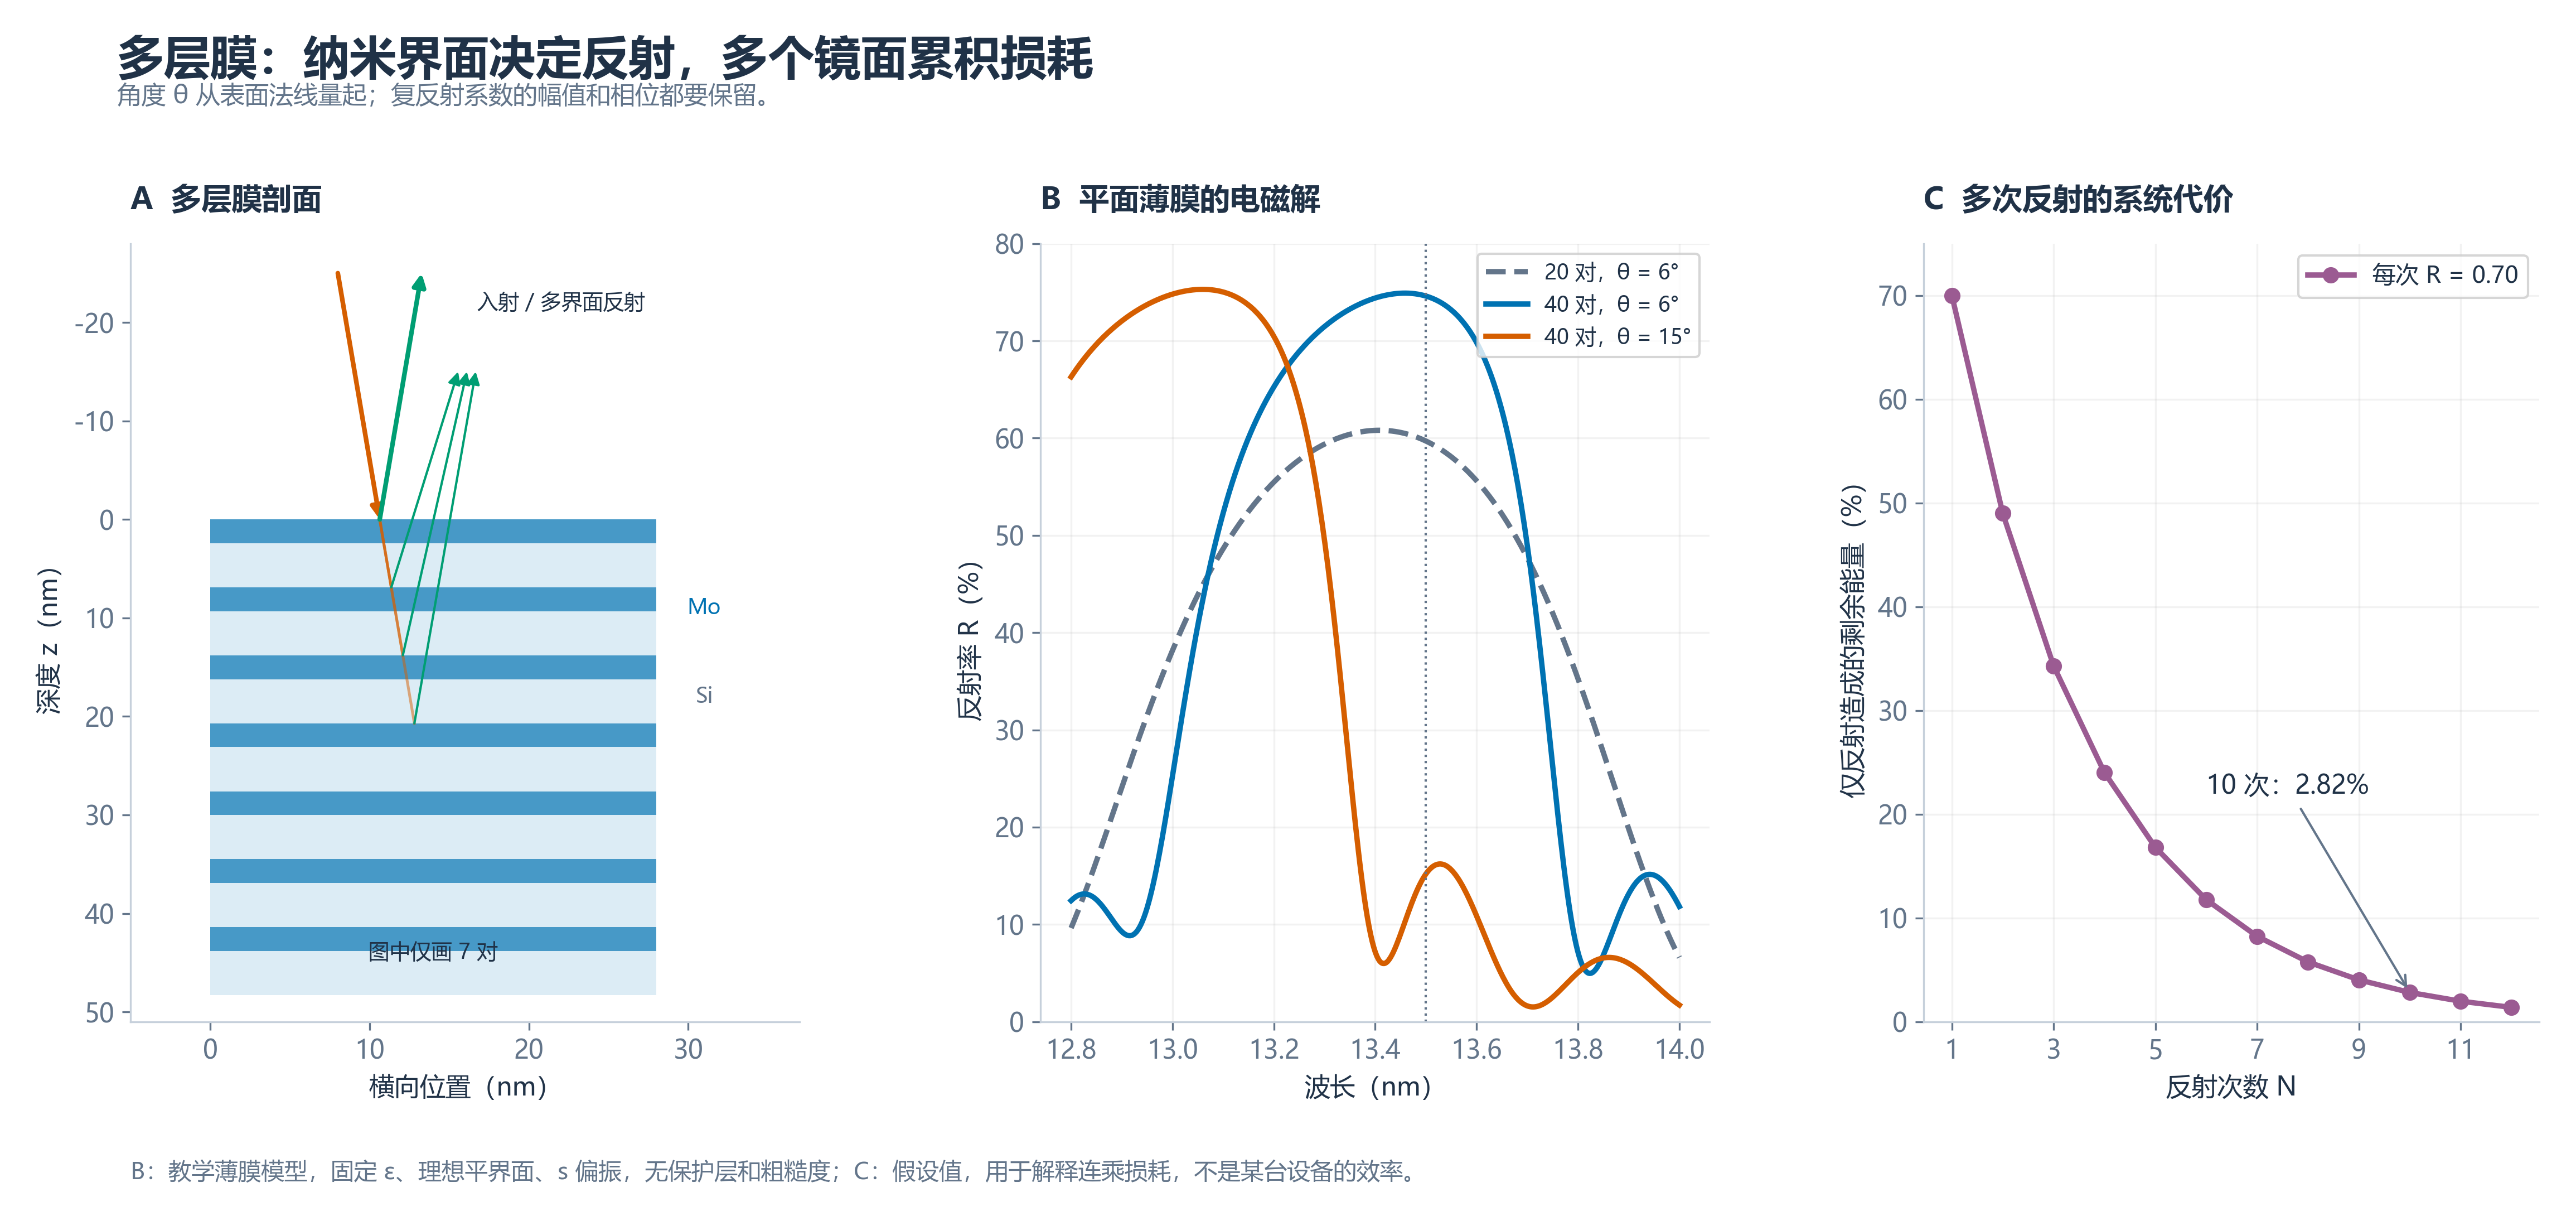 多层膜：纳米界面决定反射，多个镜面累积损耗
角度 θ 从表面法线量起；复反射系数的幅值和相位都要保留。
A 多层膜剖面
入射 / 多界面反射
Mo
Si
图中仅画 7 对
深度 z（nm）
-20
-10
0
10
20
30
40
50
0 10 20 30
横向位置（nm）
B 平面薄膜的电磁解
20 对，θ = 6°
40 对，θ = 6°
40 对，θ = 15°
反射率 R（%）
80
70
60
50
40
30
20
10
0
12.8 13.0 13.2 13.4 13.6 13.8 14.0
波长（nm）
C 多次反射的系统代价
每次 R = 0.70
10 次：2.82%
仅反射造成的剩余能量（%）
70
60
50
40
30
20
10
0
1 3 5 7 9 11
反射次数 N
B：教学薄膜模型，固定 ε、理想平界面、s 偏振，无保护层和粗糙度；C：假设值，用于解释连乘损耗，不是某台设备的效率。